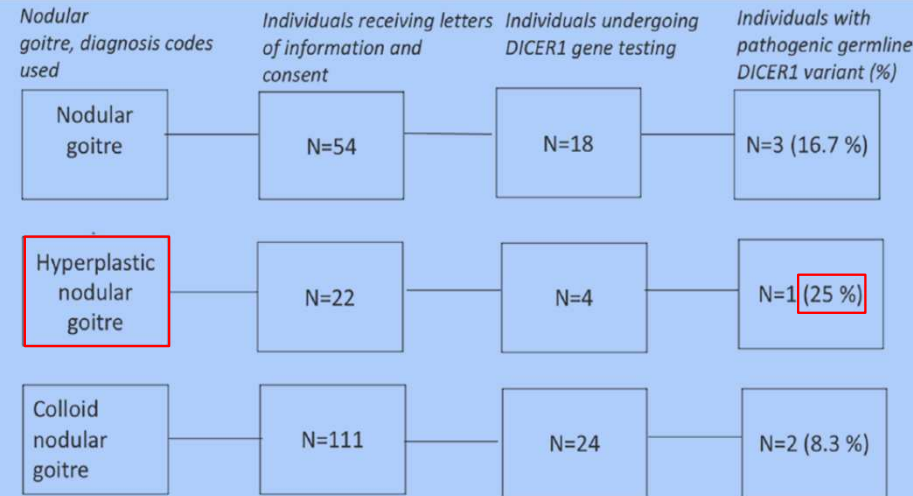 Nodular
goitre, diagnosis codes
used
Individuals receiving letters
of information and
consent
Individuals undergoing
DICER1 gene testing
Individuals with
pathogenic germline
DICER1 variant (%)
Nodular
goitre
N=54
N=18
N=3 (16.7 %)
Hyperplastic
nodular
goitre
N=22
N=4
N=1 (25 %)
Colloid
nodular
goitre
N=111
N=24
N=2 (8.3 %)